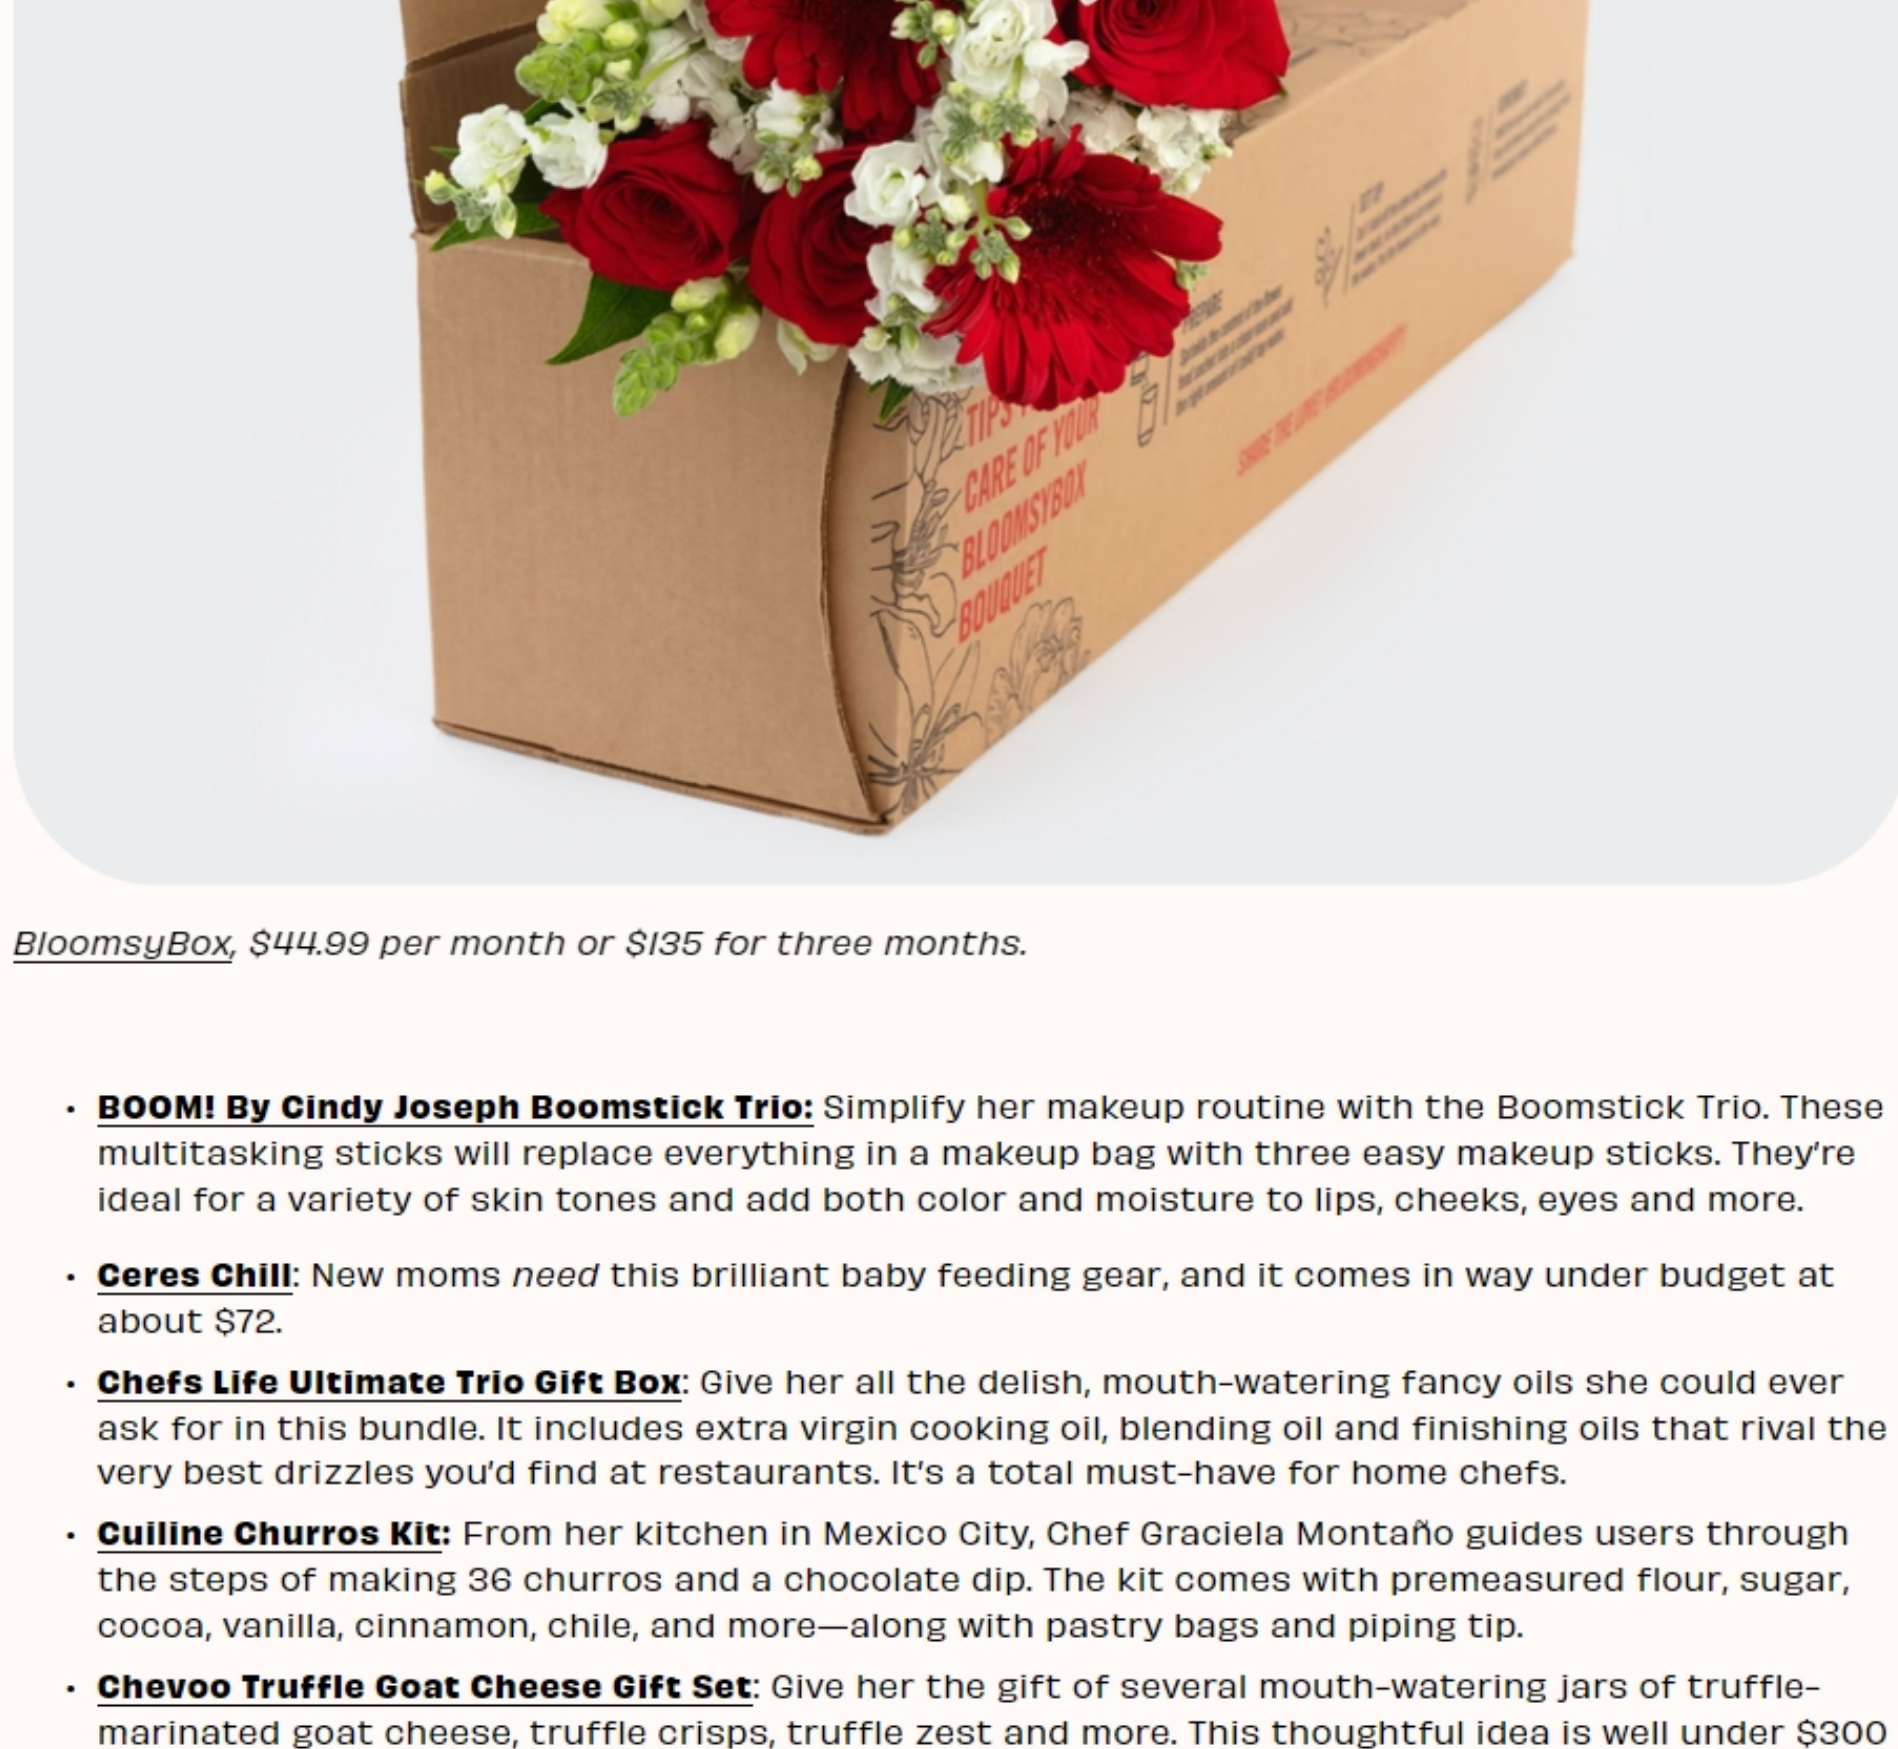 PREPARE
SET UP
TIPS
CARE OF YOUR
BLOOMSYBOX
BOUQUET
SHARE THE LOVE! #BLOOMSYBOX
BloomsyBox, $44.99 per month or $135 for three months.
• BOOM! By Cindy Joseph Boomstick Trio: Simplify her makeup routine with the Boomstick Trio. These
multitasking sticks will replace everything in a makeup bag with three easy makeup sticks. They’re
ideal for a variety of skin tones and add both color and moisture to lips, cheeks, eyes and more.
• Ceres Chill: New moms need this brilliant baby feeding gear, and it comes in way under budget at
about $72.
• Chefs Life Ultimate Trio Gift Box: Give her all the delish, mouth-watering fancy oils she could ever
ask for in this bundle. It includes extra virgin cooking oil, blending oil and finishing oils that rival the
very best drizzles you’d find at restaurants. It’s a total must-have for home chefs.
• Cuiline Churros Kit: From her kitchen in Mexico City, Chef Graciela Montaño guides users through
the steps of making 36 churros and a chocolate dip. The kit comes with premeasured flour, sugar,
cocoa, vanilla, cinnamon, chile, and more—along with pastry bags and piping tip.
• Chevoo Truffle Goat Cheese Gift Set: Give her the gift of several mouth-watering jars of truffle-
marinated goat cheese, truffle crisps, truffle zest and more. This thoughtful idea is well under $300